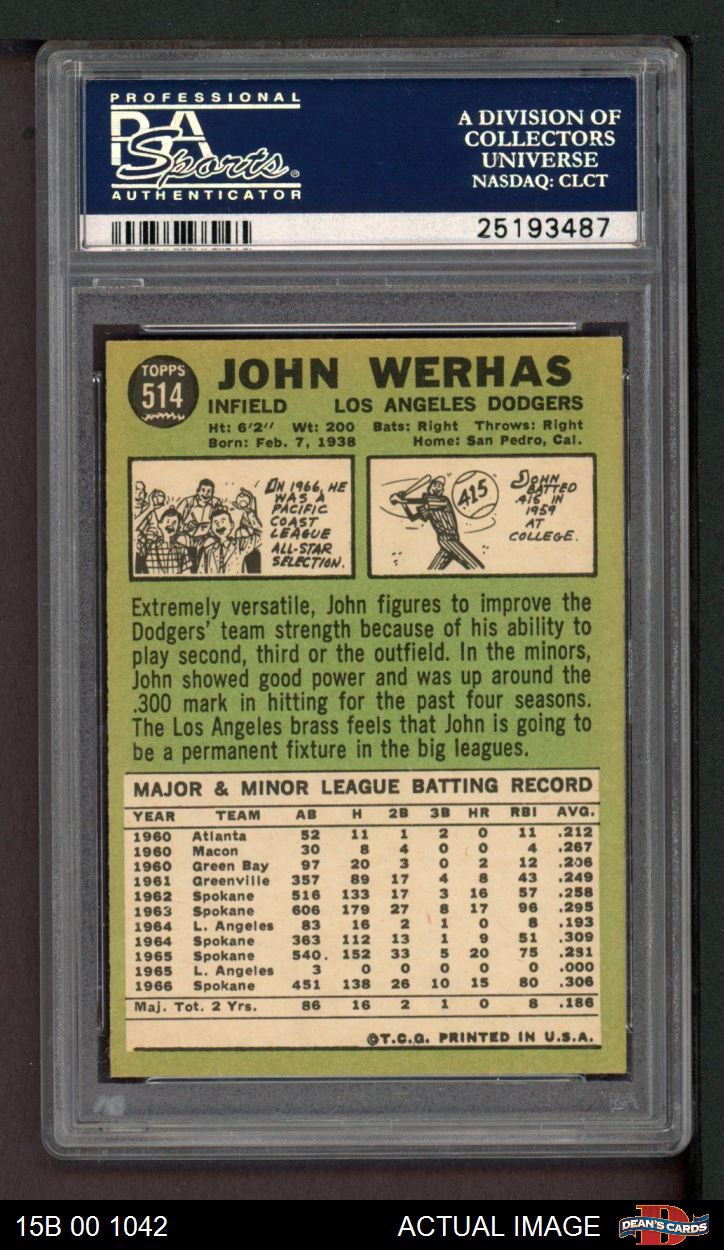 PROFESSIONAL
PSA
Sports®
AUTHENTICATOR
A DIVISION OF
COLLECTORS
UNIVERSE
NASDAQ: CLCT
25193487
TOPPS
514
JOHN WERHAS
INFIELD LOS ANGELES DODGERS
Ht: 6'2" Wt: 200 Bats: Right Throws: Right
Born: Feb. 7, 1938 Home: San Pedro, Cal.
IN 1966, HE
WAS A
PACIFIC
COAST
LEAGUE
ALL-STAR
SELECTION.
415
JOHN
BATTED
.415 IN
1959
AT
COLLEGE.
Extremely versatile, John figures to improve the
Dodgers' team strength because of his ability to
play second, third or the outfield. In the minors,
John showed good power and was up around the
.300 mark in hitting for the past four seasons.
The Los Angeles brass feels that John is going to
be a permanent fixture in the big leagues.
MAJOR & MINOR LEAGUE BATTING RECORD
YEAR TEAM AB H 2B 3B HR RBI AVG.
1960 Atlanta 52 11 1 2 0 11 .212
1960 Macon 30 8 4 0 0 4 .267
1960 Green Bay 97 20 3 0 2 12 .206
1961 Greenville 357 89 17 4 8 43 .249
1962 Spokane 516 133 17 3 16 57 .258
1963 Spokane 606 179 27 8 17 96 .295
1964 L. Angeles 83 16 2 1 0 8 .193
1964 Spokane 363 112 13 1 9 51 .309
1965 Spokane 540. 152 33 5 20 75 .281
1965 L. Angeles 3 0 0 0 0 0 .000
1966 Spokane 451 138 26 10 15 80 .306
Maj. Tot. 2 Yrs. 86 16 2 1 0 8 .186
©T.C.G. PRINTED IN U.S.A.
15B 00 1042 ACTUAL IMAGE
DEAN'S CARDS